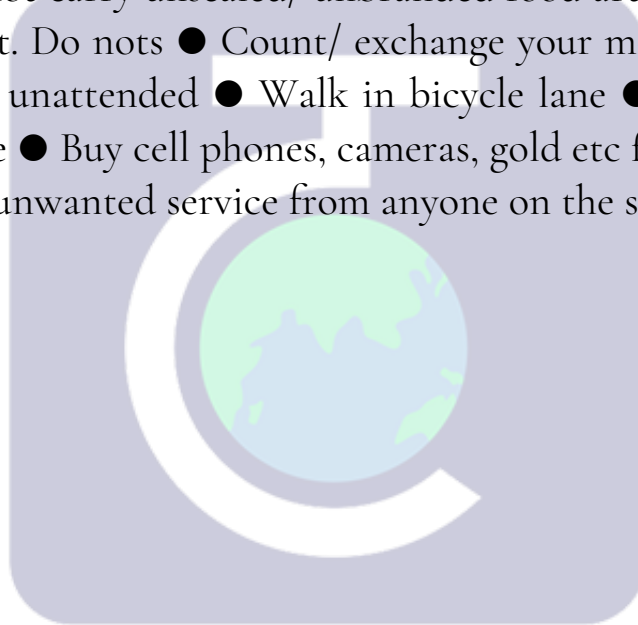 t. Do nots ● Count/ exchange your m
unattended ● Walk in bicycle lane ●
e ● Buy cell phones, cameras, gold etc f
unwanted service from anyone on the s